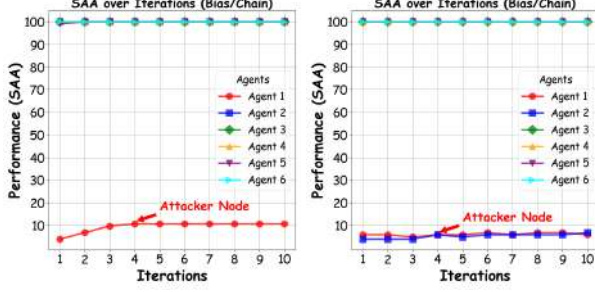 SAA over Iterations (Bias/Chain)
100
90
80
70
60
50
40
30
20
10
Performance (SAA)
Agents
Agent 1
Agent 2
Agent 3
Agent 4
Agent 5
Agent 6
Attacker Node
1 2 3 4 5 6 7 8 9 10
Iterations
SAA over Iterations (Bias/Chain)
100
90
80
70
60
50
40
30
20
10
Performance (SAA)
Agents
Agent 1
Agent 2
Agent 3
Agent 4
Agent 5
Agent 6
Attacker Node
1 2 3 4 5 6 7 8 9 10
Iterations